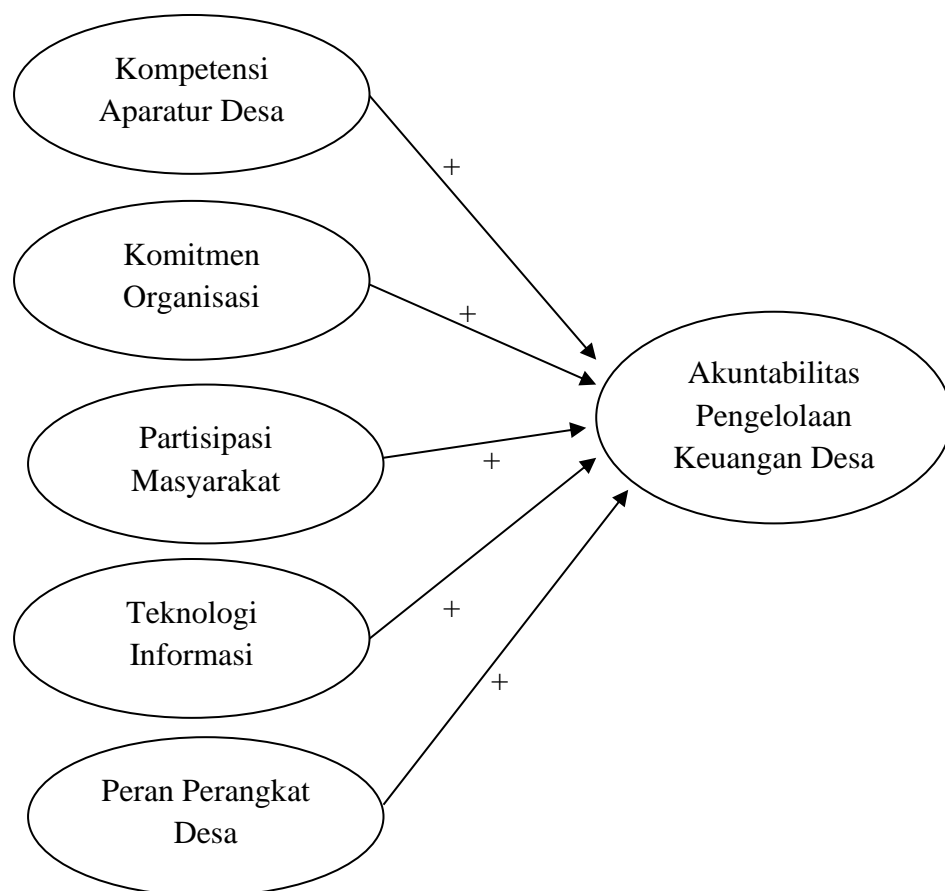 Kompetensi
Aparatur Desa
+
Komitmen
Organisasi
+
Akuntabilitas
Pengelolaan
Keuangan Desa
Partisipasi
Masyarakat
+
Teknologi
Informasi
+
+
Peran Perangkat
Desa